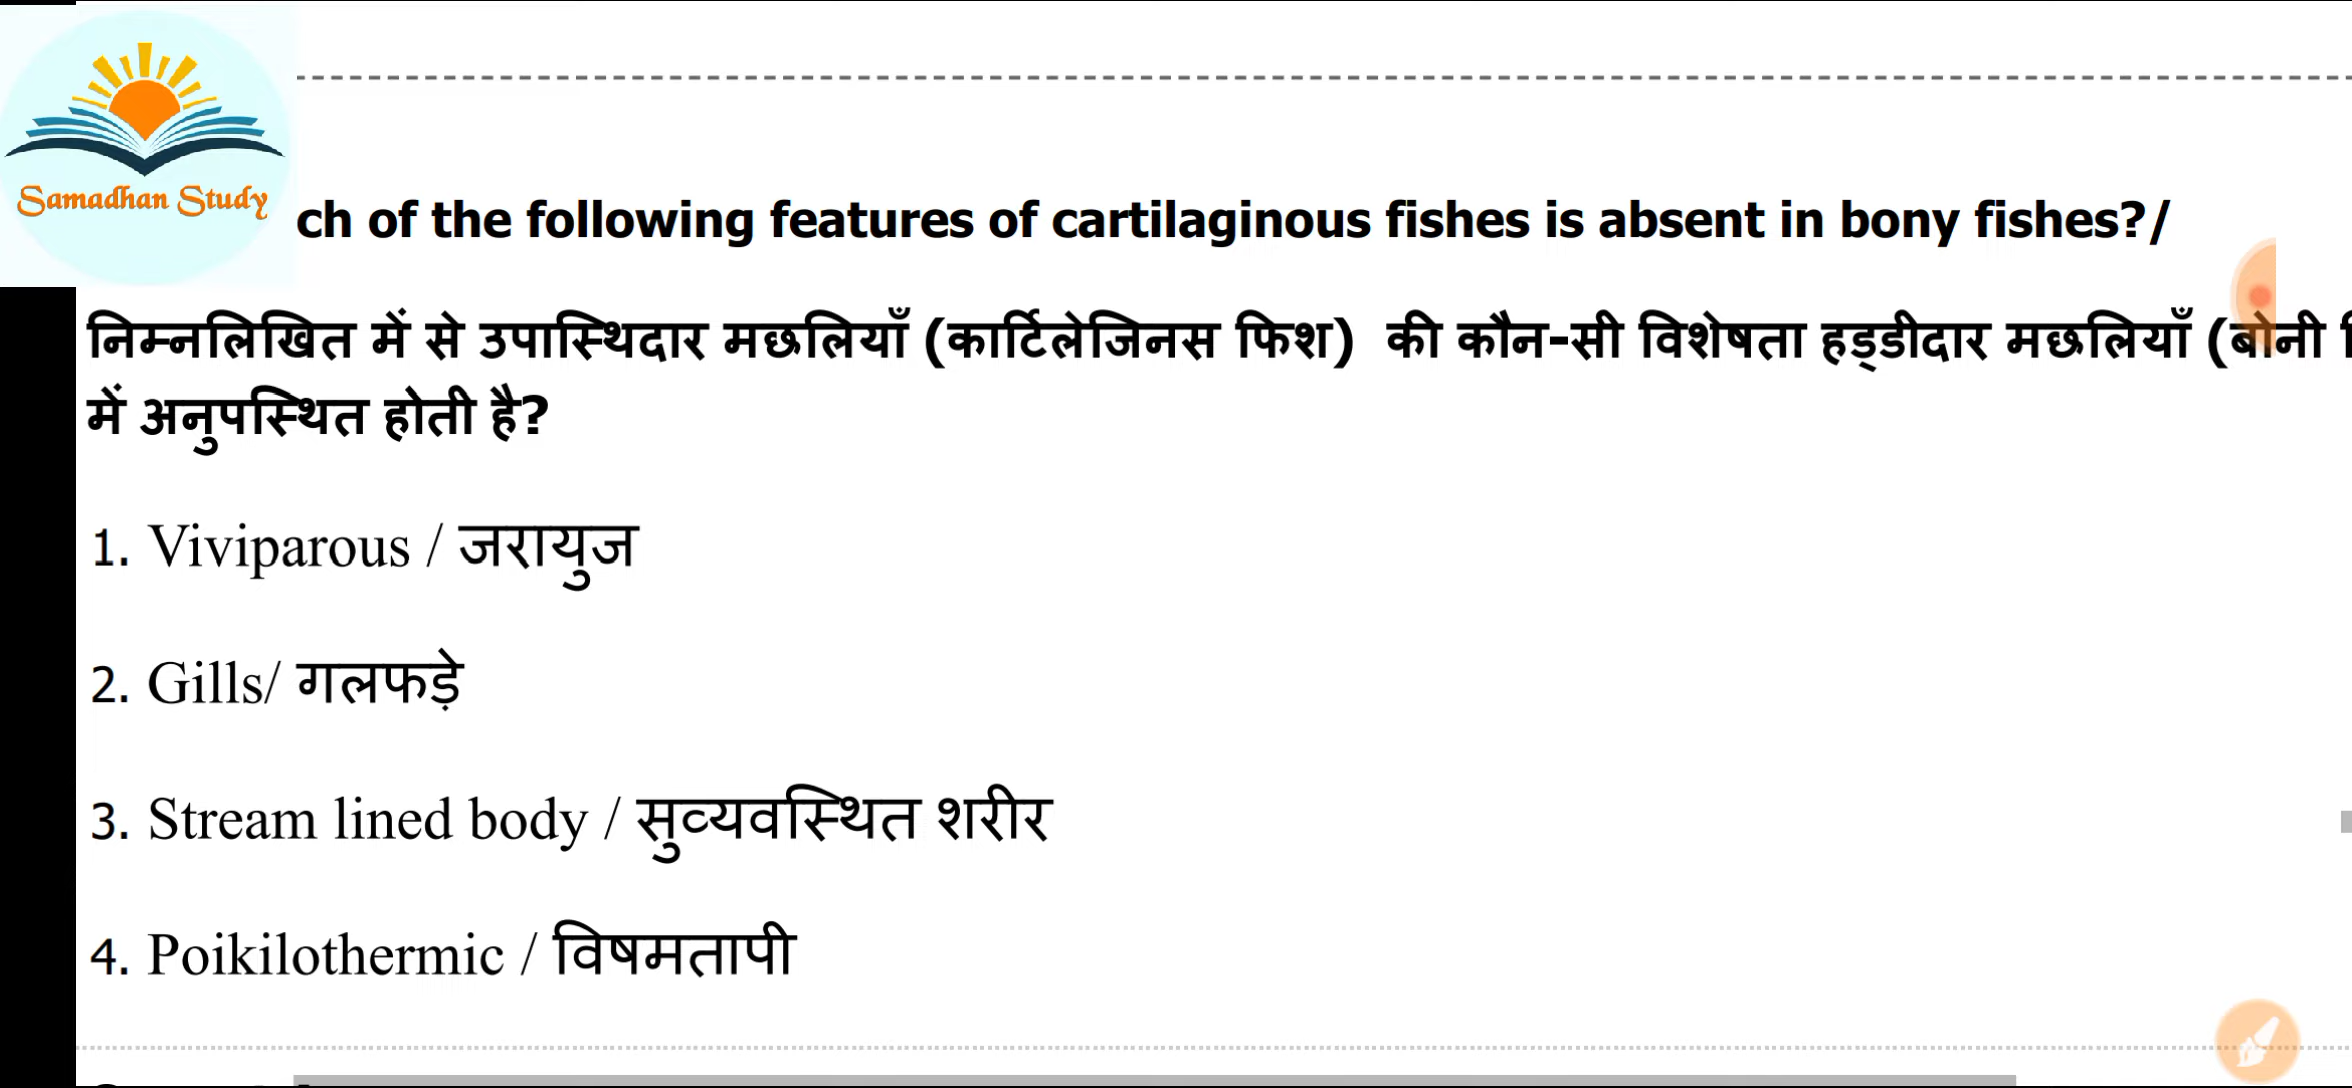 Samadhan Study
ch of the following features of cartilaginous fishes is absent in bony fishes?/
निम्नलिखित में से उपास्थिदार मछलियाँ (कार्टिलेजिनस फिश) की कौन-सी विशेषता हड्डीदार मछलियाँ (बोनी
में अनुपस्थित होती है?
1. Viviparous / जरायुज
2. Gills/ गलफड़े
3. Stream lined body / सुव्यवस्थित शरीर
4. Poikilothermic / विषमतापी